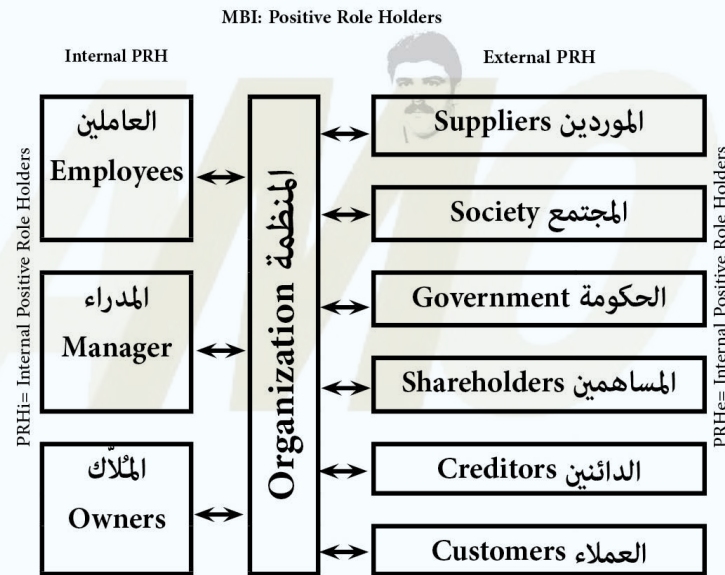 MBI: Positive Role Holders
Internal PRH
External PRH
PRHi= Internal Positive Role Holders
العاملين
Employees
المدراء
Manager
المُلاّك
Owners
Organization المنظمة
Suppliers الموردين
Society المجتمع
Government الحكومة
Shareholders المساهمين
Creditors الدائنين
Customers العملاء
PRHe= Internal Positive Role Holders